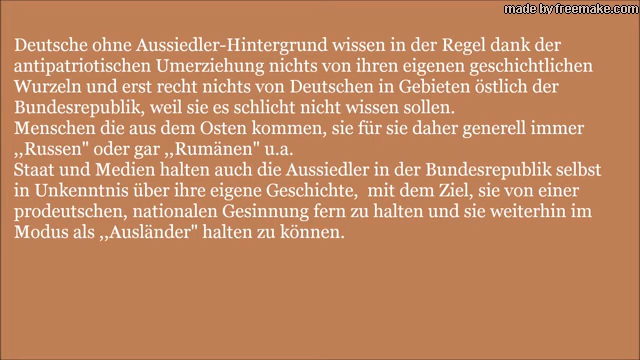 made by freemake.com
Deutsche ohne Aussiedler-Hintergrund wissen in der Regel dank der
antipatriotischen Umerziehung nichts von ihren eigenen geschichtlichen
Wurzeln und erst recht nichts von Deutschen in Gebieten östlich der
Bundesrepublik, weil sie es schlicht nicht wissen sollen.
Menschen die aus dem Osten kommen, sie für sie daher generell immer
,,Russen" oder gar ,,Rumänen" u.a.
Staat und Medien halten auch die Aussiedler in der Bundesrepublik selbst
in Unkenntnis über ihre eigene Geschichte,  mit dem Ziel, sie von einer
prodeutschen, nationalen Gesinnung fern zu halten und sie weiterhin im
Modus als ,,Ausländer" halten zu können.